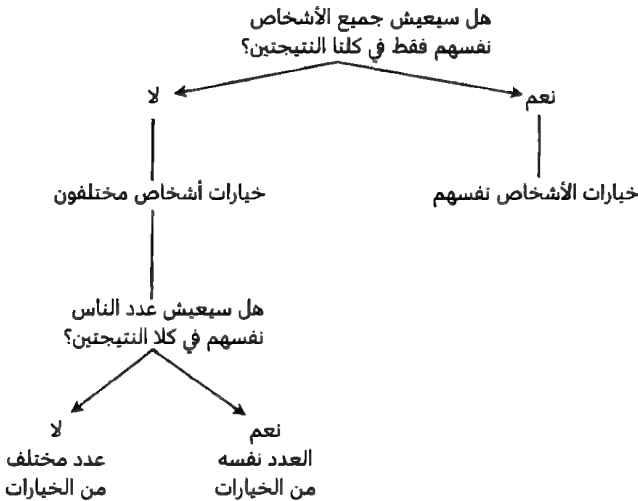 هل سيعيش جميع الأشخاص
نفسهم فقط في كلتا النتيجتين؟
نعم
لا
خيارات الأشخاص نفسهم
خيارات أشخاص مختلفون
هل سيعيش عدد الناس
نفسهم في كلا النتيجتين؟
نعم
العدد نفسه
من الخيارات
لا
عدد مختلف
من الخيارات